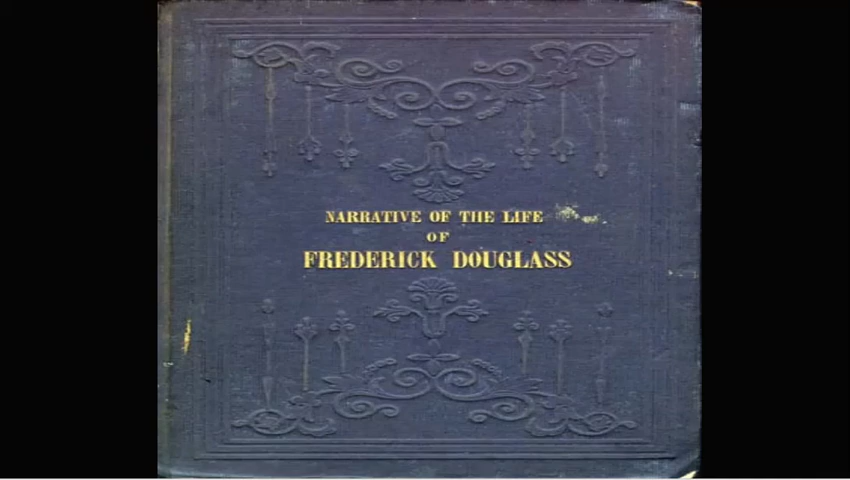 NARRATIVE OF THE LIFE
OF
FREDERICK DOUGLASS